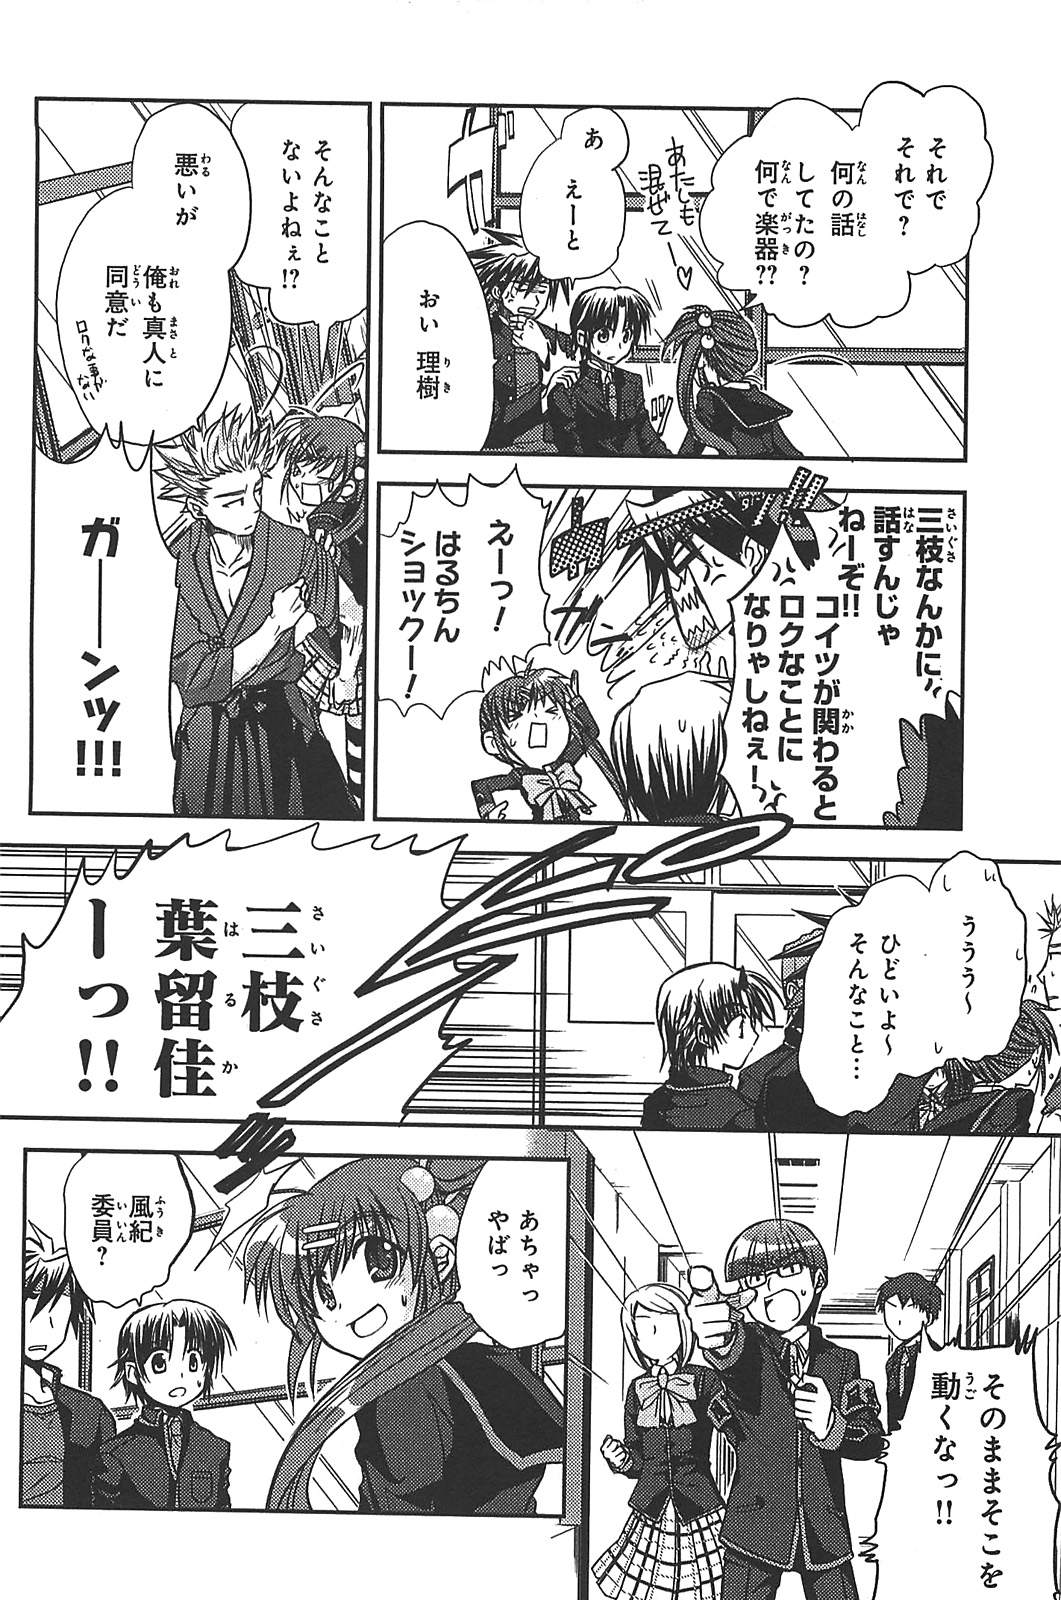 それで
それで?
何の話
してたの?
何で楽器??
あたしも
混ぜて〜♡
あ
えーと
おい 理樹
三枝なんかに
話すんじゃ
ねーぞ!!
コイツが関わると
ロクなことに
なりゃしねぇ!
えーっ!
はるちん
ショックー!
そんなこと
ないよねぇ!?
悪いが
俺も真人に
同意だ
ロクな事がない
ガーーンッ!!!
ううう〜
ひどいよ〜
そんなこと…
三枝
葉留佳
ーっ!!
そのままそこを
動くなっ!!
あちゃっ
やばっ
風紀
委員?